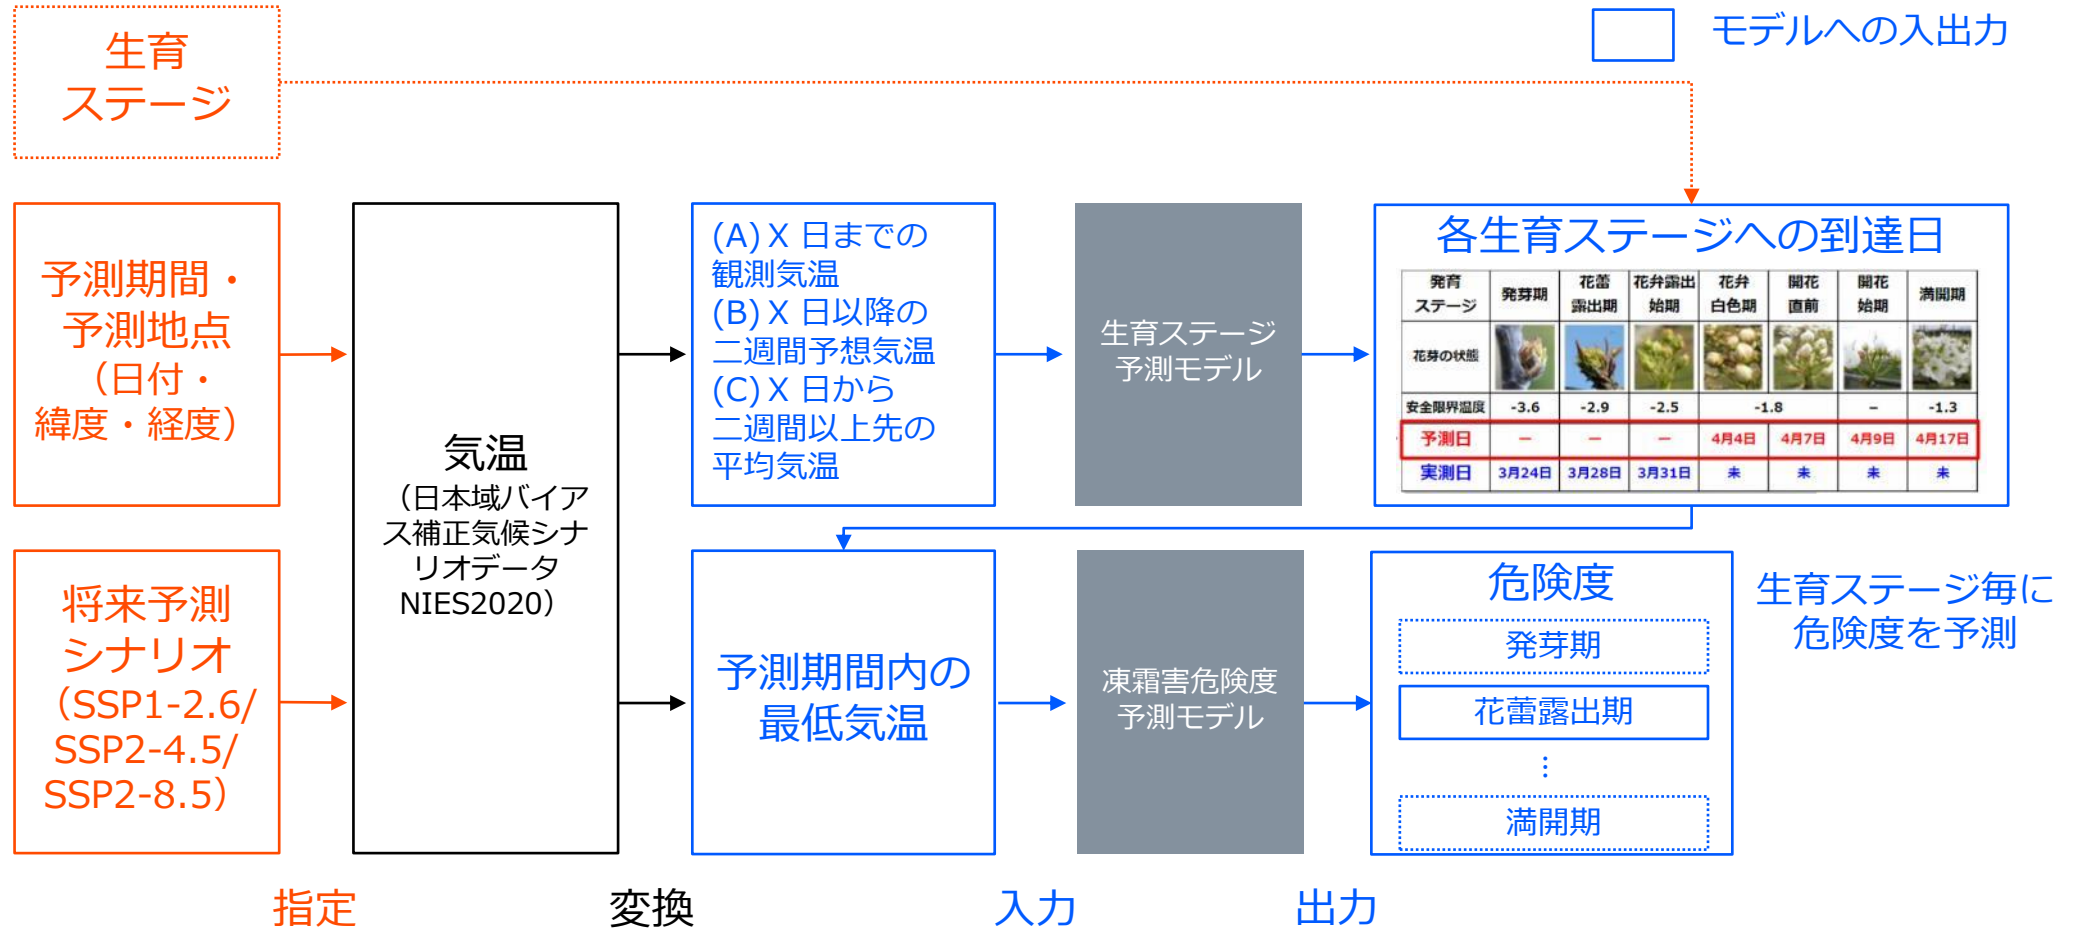 生育
ステージ
モデルへの入出力
予測期間・
予測地点
（日付・
緯度・経度）
気温
（日本域バイア
ス補正気候シナ
リオデータ
NIES2020）
(A) X 日までの
観測気温
(B) X 日以降の
二週間予想気温
(C) X 日から
二週間以上先の
平均気温
生育ステージ
予測モデル
各生育ステージへの到達日
発育
ステージ
発芽期
花蕾
露出期
花弁露出
始期
花弁
白色期
開花
直前
開花
始期
満開期
花芽の状態
安全限界温度 -3.6 -2.9 -2.5 -1.8 － -1.3
予測日 － － － 4月4日 4月7日 4月9日 4月17日
実測日 3月24日 3月28日 3月31日 未 未 未 未
将来予測
シナリオ
（SSP1-2.6/
SSP2-4.5/
SSP2-8.5）
予測期間内の
最低気温
凍霜害危険度
予測モデル
危険度
発芽期
花蕾露出期
⋮
満開期
生育ステージ毎に
危険度を予測
指定
変換
入力
出力